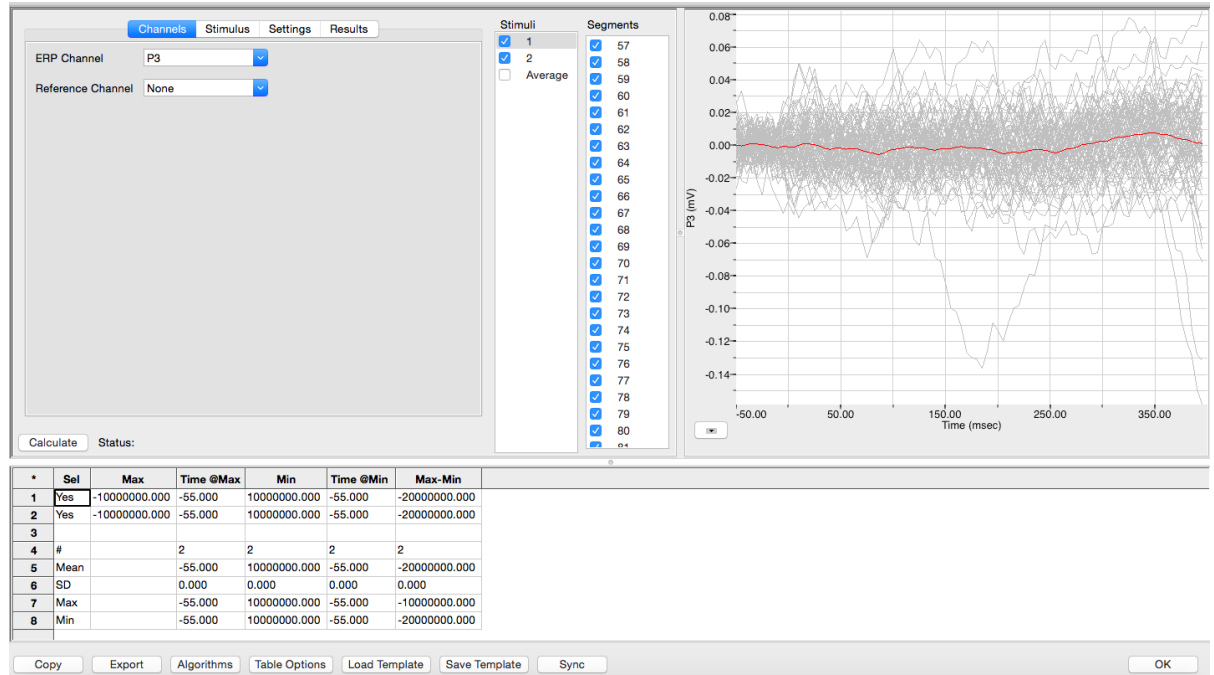 Channels Stimulus Settings Results
ERP Channel P3
Reference Channel None
Calculate Status:
Stimuli
1
2
Average
Segments
57
58
59
60
61
62
63
64
65
66
67
68
69
70
71
72
73
74
75
76
77
78
79
80
81
0.08
0.06
0.04
0.02
0.00
-0.02
-0.04
-0.06
-0.08
-0.10
-0.12
-0.14
P3 (mV)
-50.00 50.00 150.00 250.00 350.00
Time (msec)
* Sel Max Time @Max Min Time @Min Max-Min
1 Yes -10000000.000 -55.000 10000000.000 -55.000 -20000000.000
2 Yes -10000000.000 -55.000 10000000.000 -55.000 -20000000.000
3
4 # 2 2 2 2
5 Mean -55.000 10000000.000 -55.000 -20000000.000
6 SD 0.000 0.000 0.000 0.000
7 Max -55.000 10000000.000 -55.000 -10000000.000
8 Min -55.000 10000000.000 -55.000 -20000000.000
Copy Export Algorithms Table Options Load Template Save Template Sync OK